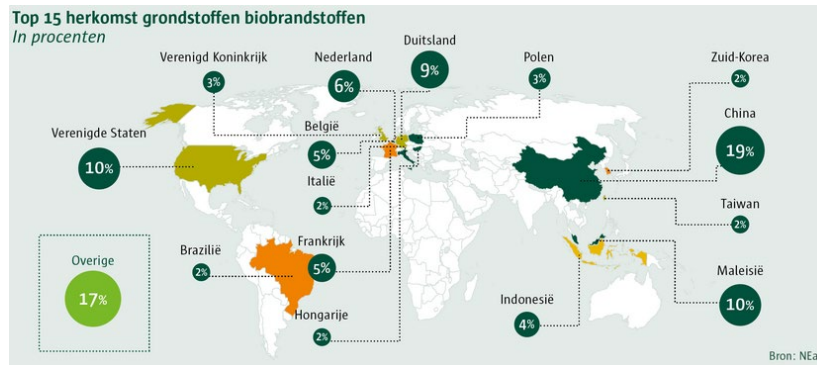 Top 15 herkomst grondstoffen biobrandstoffen
In procenten
Verenigd Koninkrijk
3%
Nederland
6%
Duitsland
9%
Polen
3%
Zuid-Korea
2%
Verenigde Staten
10%
België
5%
Italië
2%
China
19%
Taiwan
2%
Overige
17%
Brazilië
2%
Frankrijk
5%
Hongarije
2%
Indonesië
4%
Maleisië
10%
Bron: NEa